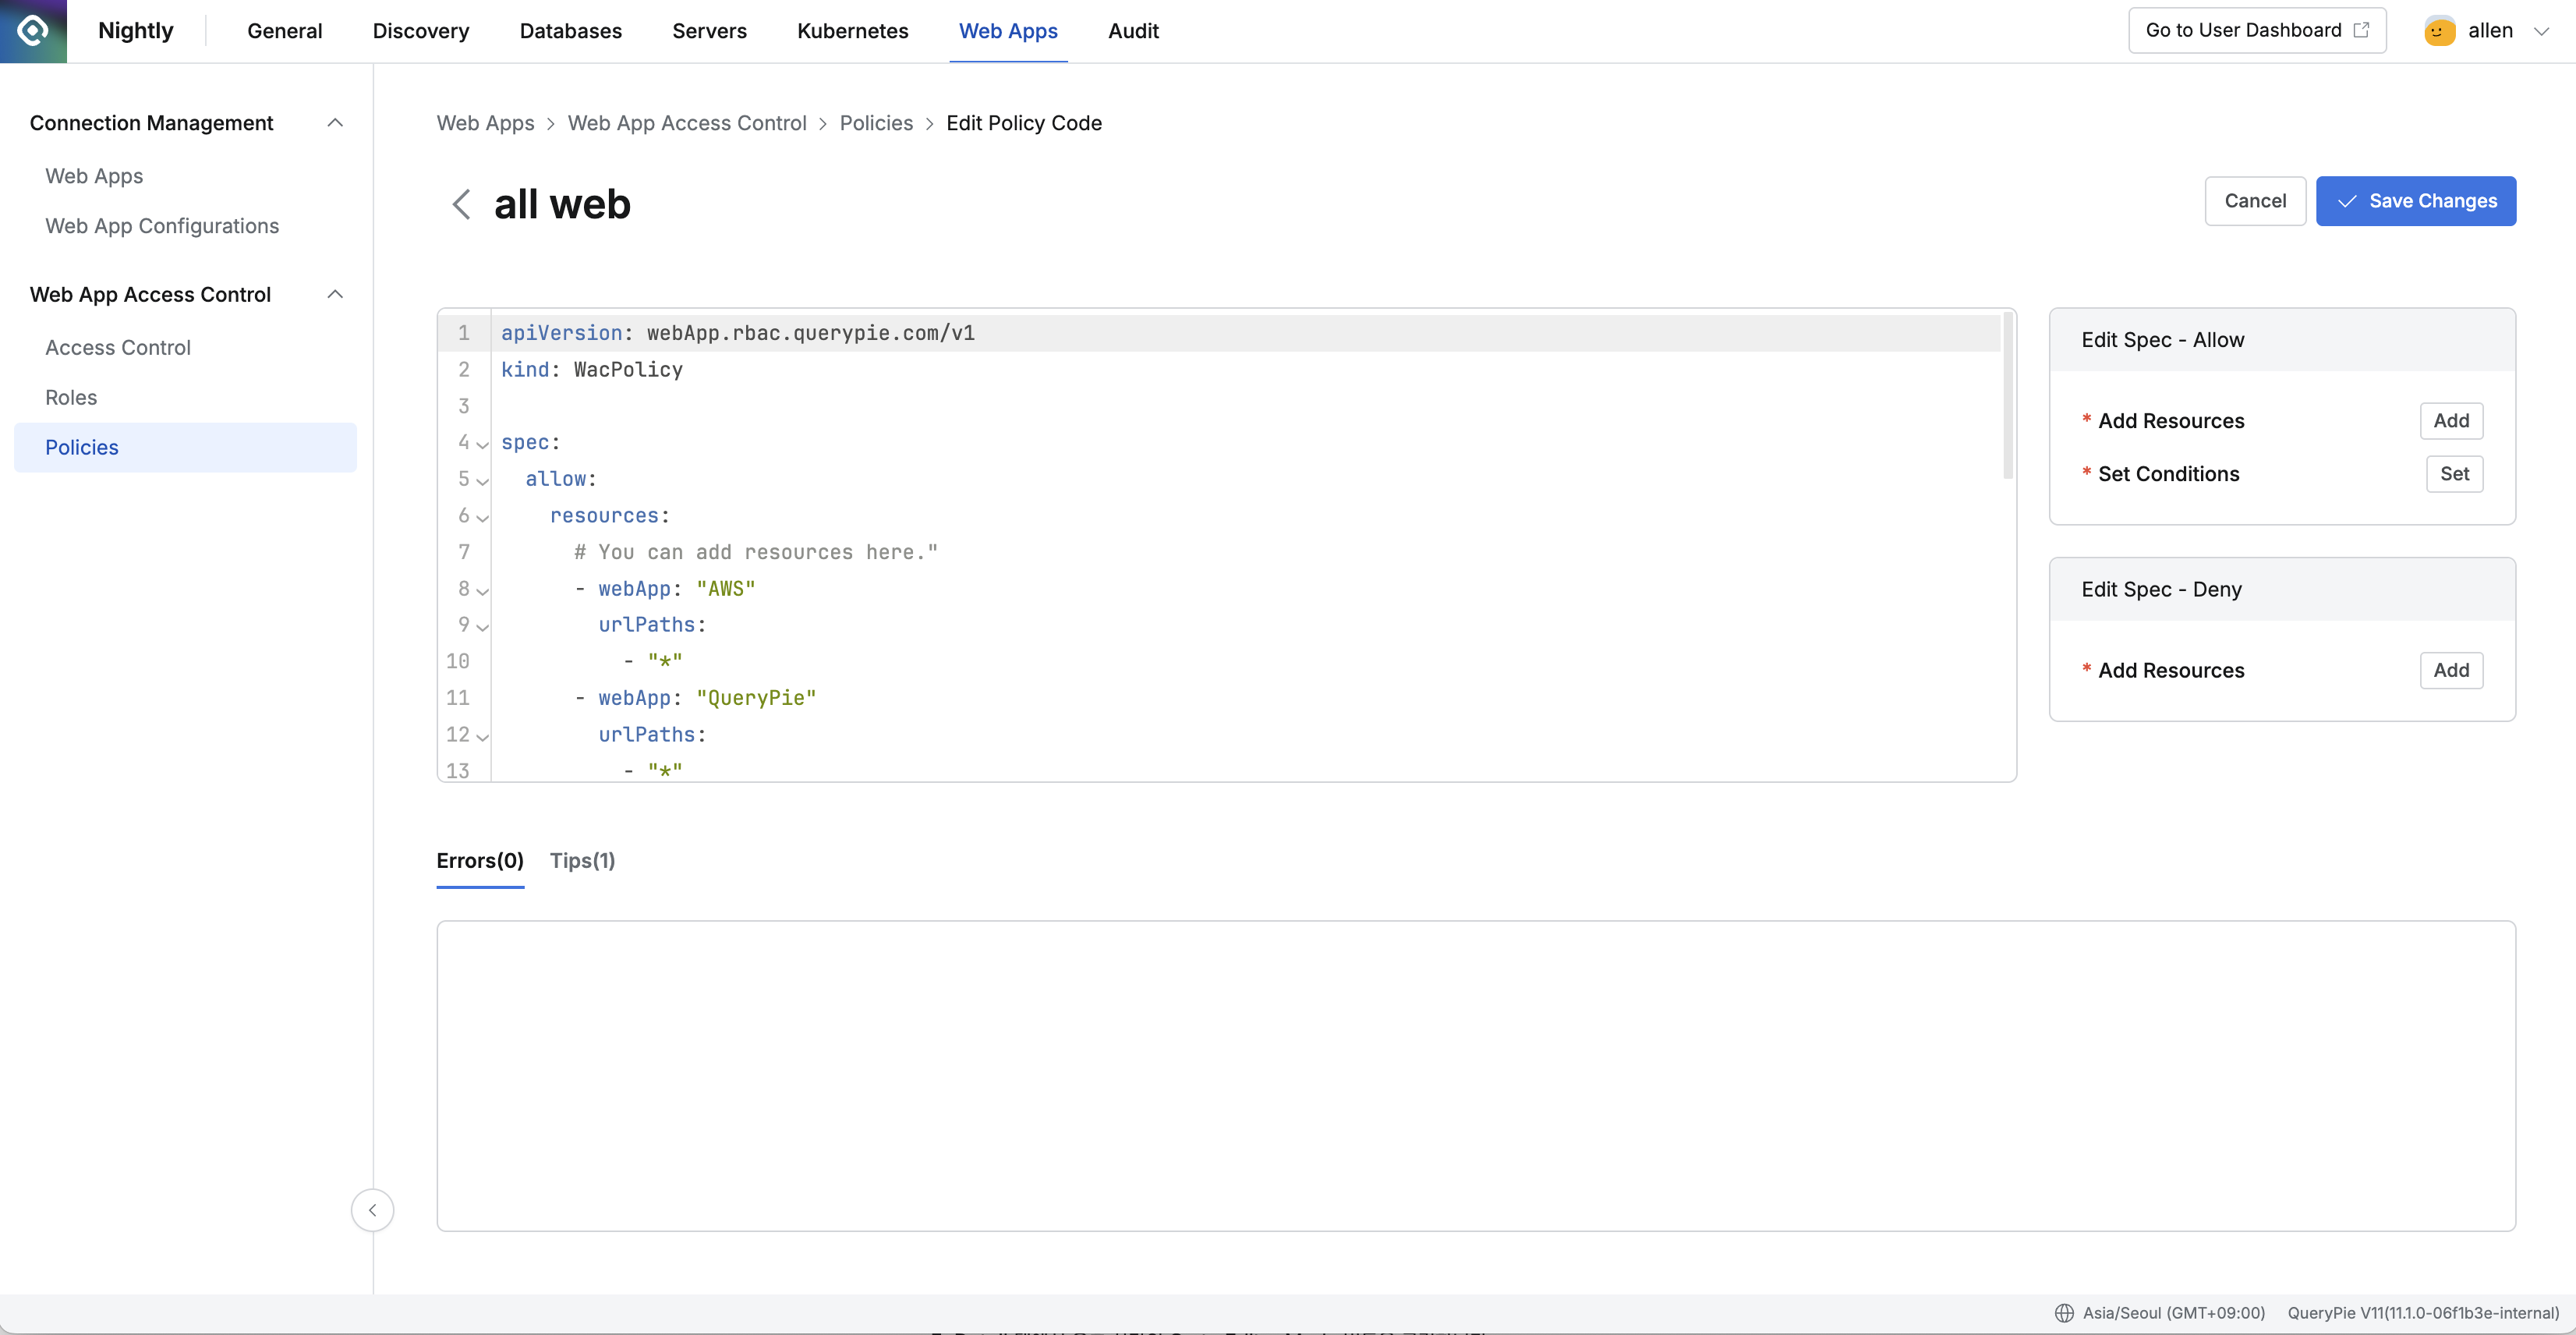 Nightly
General
Discovery
Databases
Servers
Kubernetes
Web Apps
Audit
Go to User Dashboard
allen
Connection Management
Web Apps
Web App Configurations
Web App Access Control
Access Control
Roles
Policies
Web Apps > Web App Access Control > Policies > Edit Policy Code
all web
Cancel
Save Changes
1 apiVersion: webApp.rbac.querypie.com/v1
2 kind: WacPolicy
3
4 spec:
5 allow:
6 resources:
7 # You can add resources here."
8 - webApp: "AWS"
9 urlPaths:
10 - "*"
11 - webApp: "QueryPie"
12 urlPaths:
13 - "*"
Edit Spec - Allow
* Add Resources
Add
* Set Conditions
Set
Edit Spec - Deny
* Add Resources
Add
Errors(0)
Tips(1)
Asia/Seoul (GMT+09:00)
QueryPie V11(11.1.0-06f1b3e-internal)